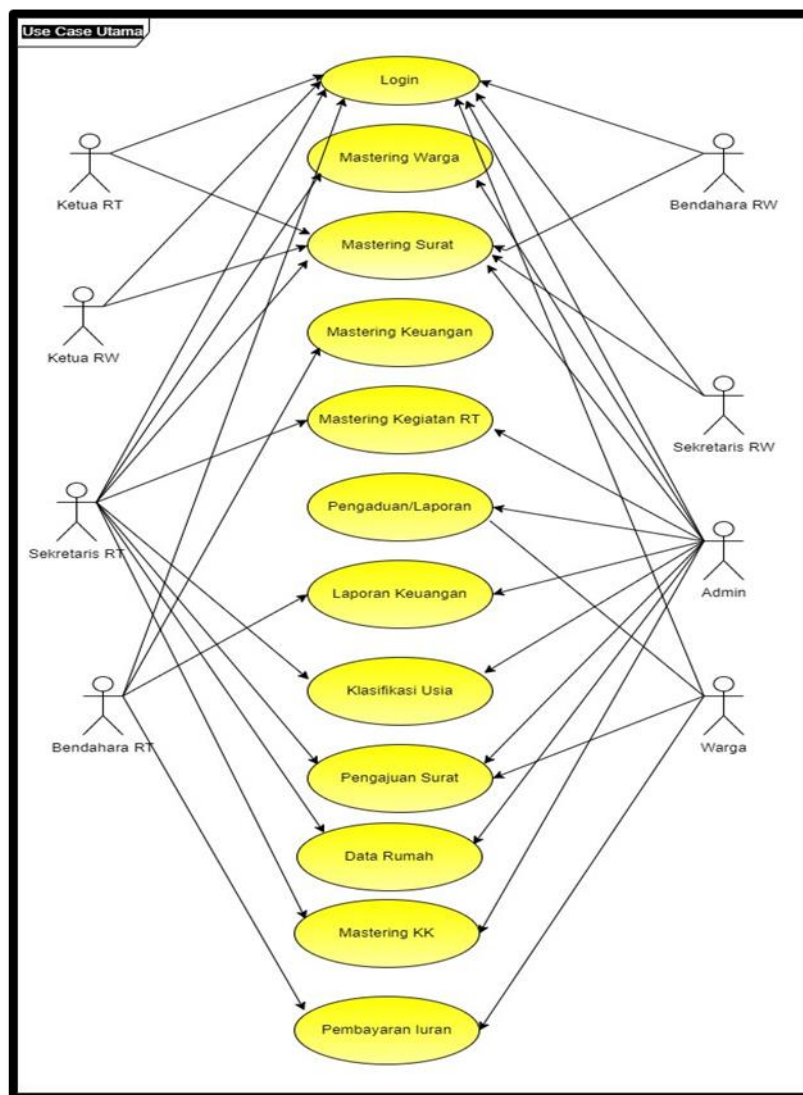 Use Case Utama
Login
Mastering Warga
Ketua RT
Bendahara RW
Mastering Surat
Mastering Keuangan
Ketua RW
Mastering Kegiatan RT
Sekretaris RW
Pengaduan/Laporan
Sekretaris RT
Laporan Keuangan
Admin
Klasifikasi Usia
Bendahara RT
Warga
Pengajuan Surat
Data Rumah
Mastering KK
Pembayaran Iuran